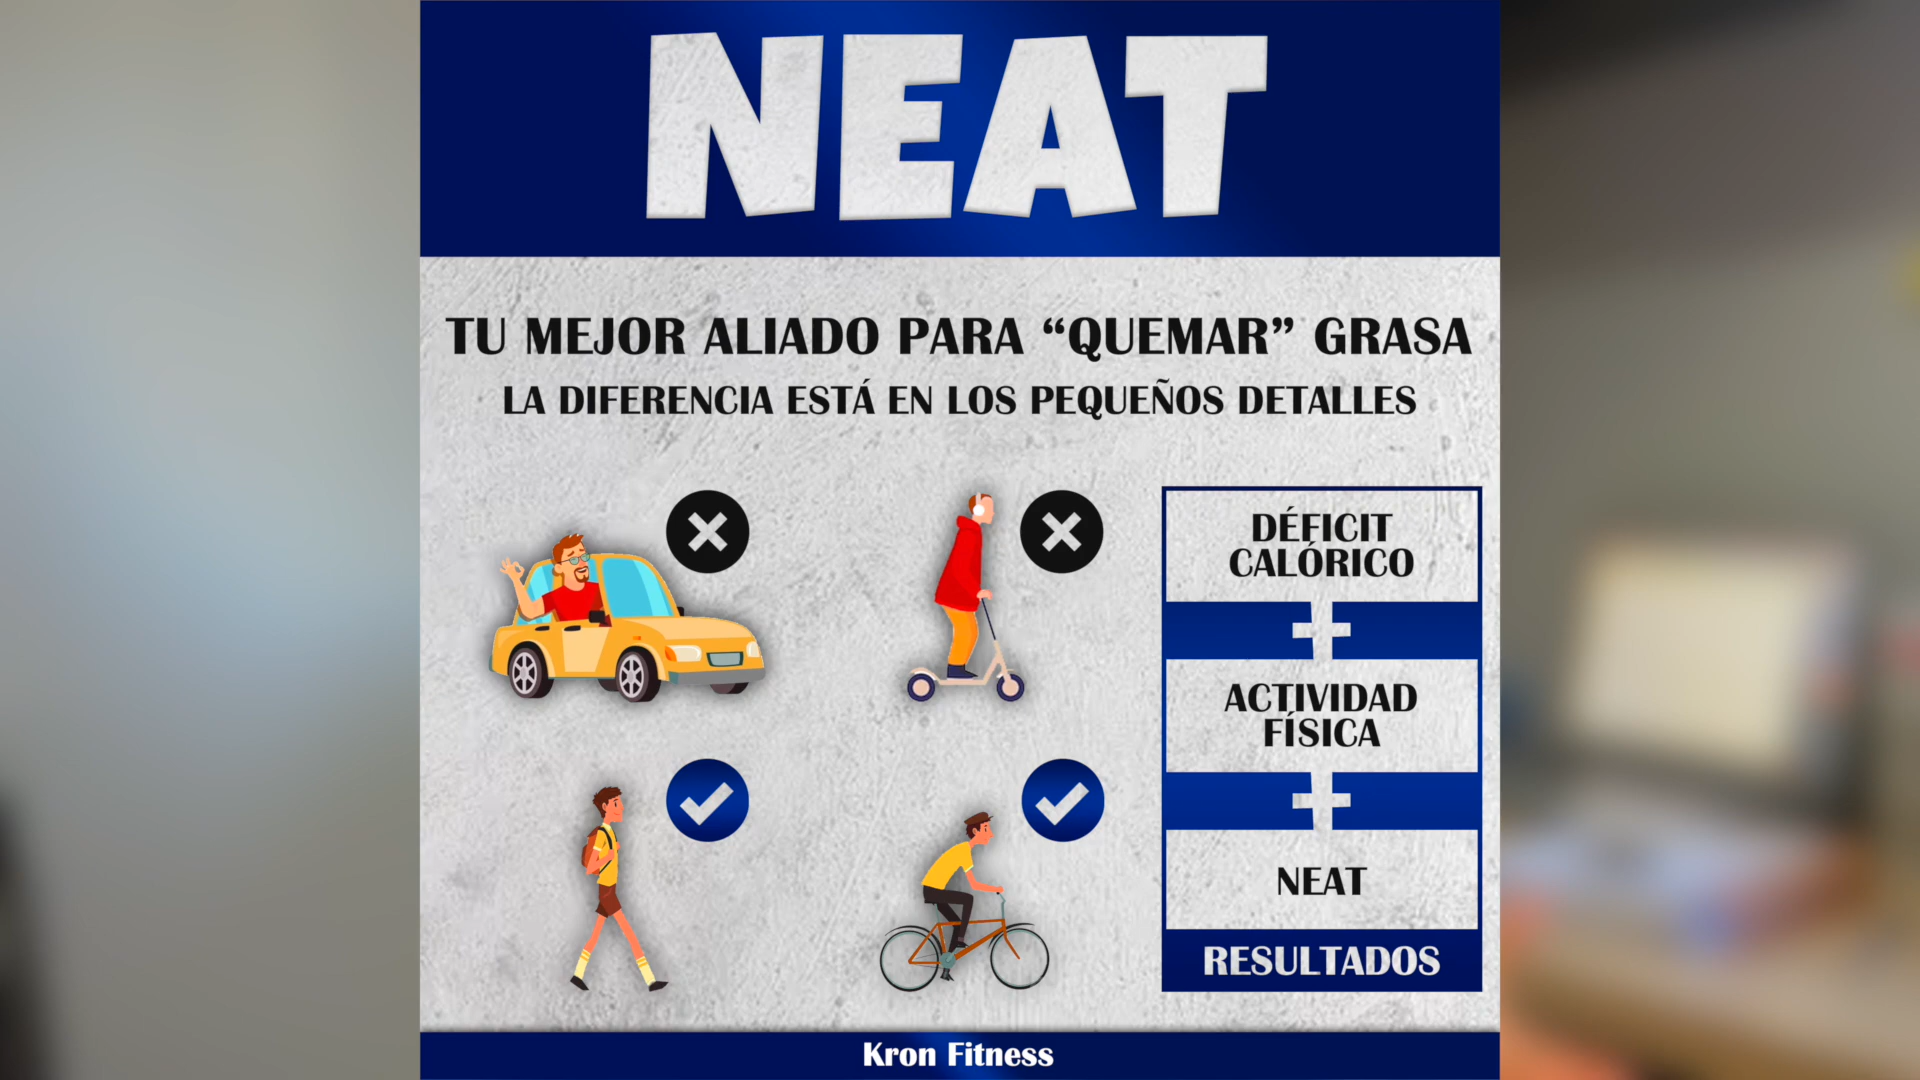 NEAT
TU MEJOR ALIADO PARA “QUEMAR” GRASA
LA DIFERENCIA ESTÁ EN LOS PEQUEÑOS DETALLES
DÉFICIT
CALÓRICO
+
ACTIVIDAD
FÍSICA
+
NEAT
RESULTADOS
Kron Fitness